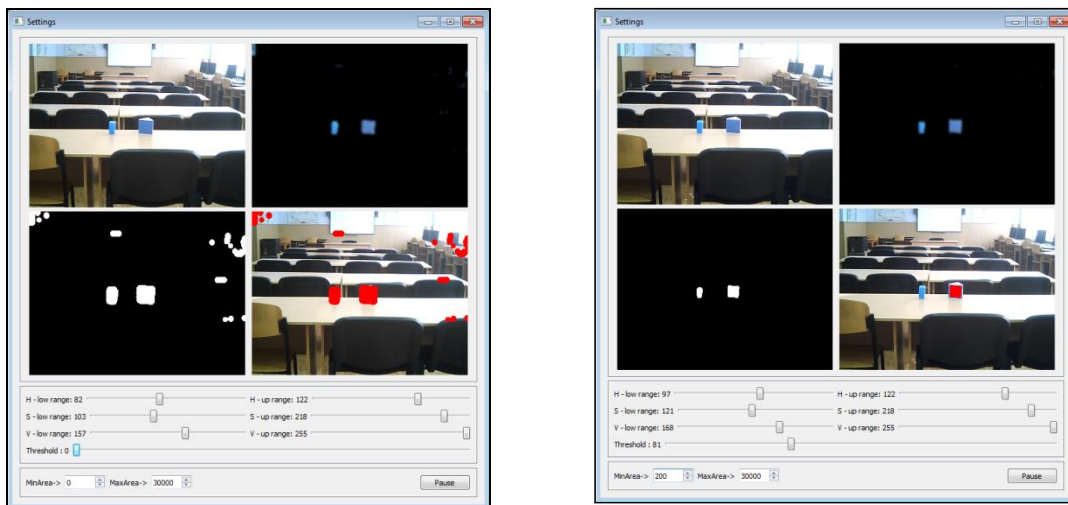 Settings
H - low range: 82
H - up range: 122
S - low range: 103
S - up range: 218
V - low range: 157
V - up range: 255
Threshold : 0
MinArea-> 0
MaxArea-> 30000
Pause
Settings
H - low range: 97
H - up range: 122
S - low range: 121
S - up range: 218
V - low range: 168
V - up range: 255
Threshold : 81
MinArea-> 200
MaxArea-> 30000
Pause